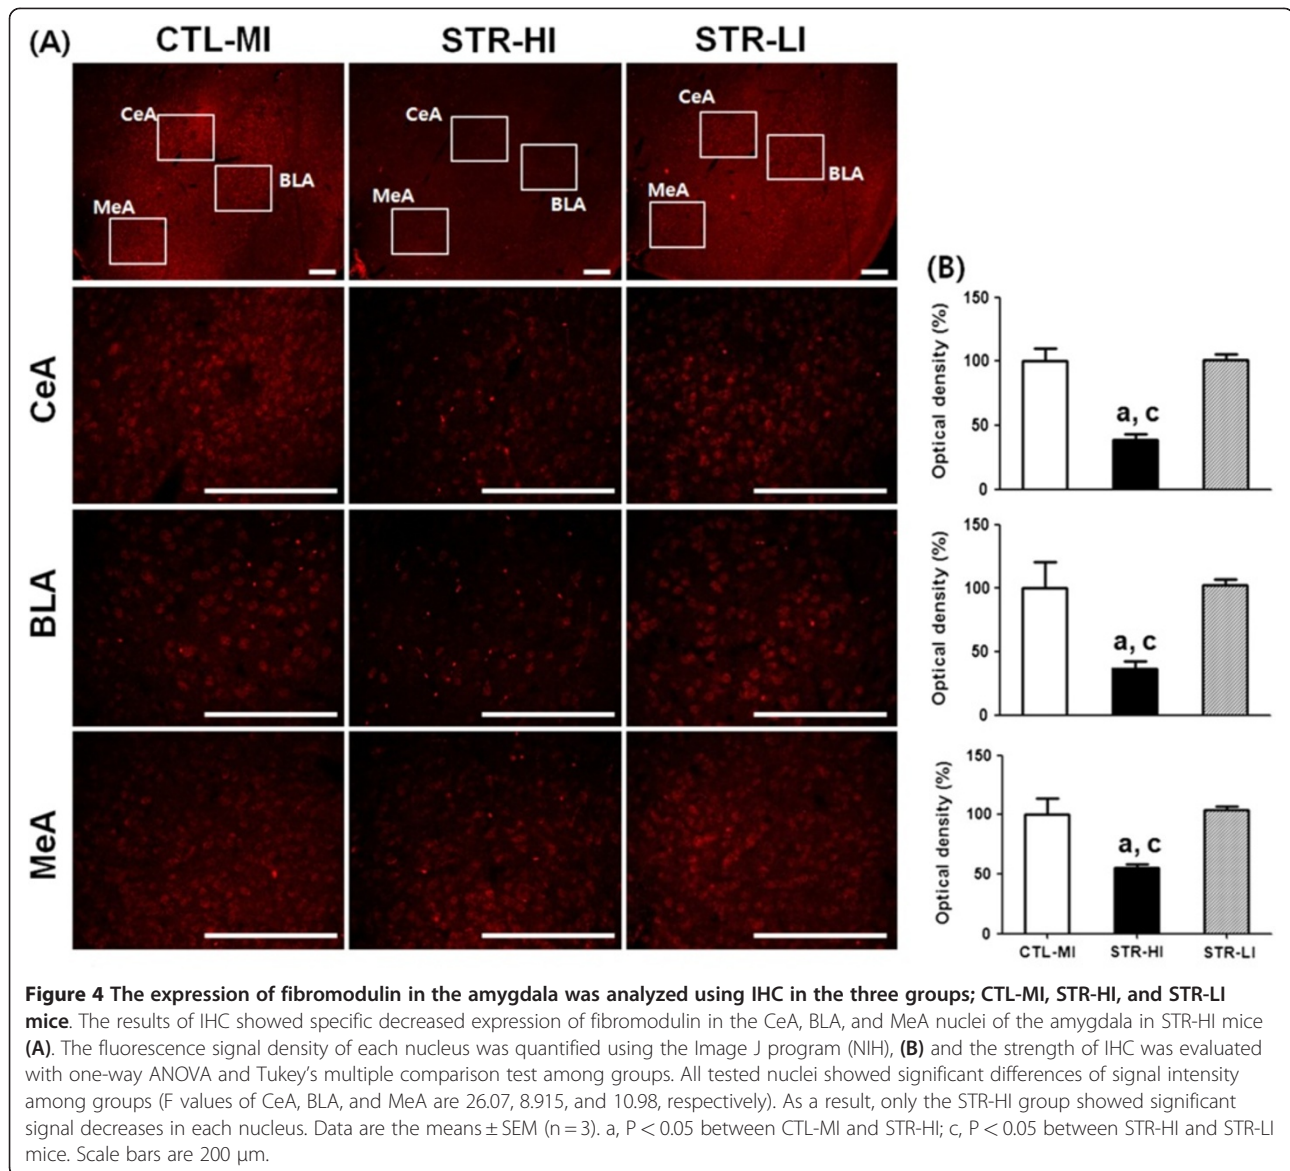 (A)
CTL-MI STR-HI STR-LI
CeA BLA MeA
CeA BLA MeA
CeA BLA MeA
CeA
BLA
MeA
(B)
Optical density (%)
150
100
50
0
a, c
Optical density (%)
150
100
50
0
a, c
Optical density (%)
150
100
50
0
a, c
CTL-MI STR-HI STR-LI
Figure 4 The expression of fibromodulin in the amygdala was analyzed using IHC in the three groups; CTL-MI, STR-HI, and STR-LI
mice. The results of IHC showed specific decreased expression of fibromodulin in the CeA, BLA, and MeA nuclei of the amygdala in STR-HI mice
(A). The fluorescence signal density of each nucleus was quantified using the Image J program (NIH), (B) and the strength of IHC was evaluated
with one-way ANOVA and Tukey's multiple comparison test among groups. All tested nuclei showed significant differences of signal intensity
among groups (F values of CeA, BLA, and MeA are 26.07, 8.915, and 10.98, respectively). As a result, only the STR-HI group showed significant
signal decreases in each nucleus. Data are the means ± SEM (n = 3). a, P < 0.05 between CTL-MI and STR-HI; c, P < 0.05 between STR-HI and STR-LI
mice. Scale bars are 200 μm.